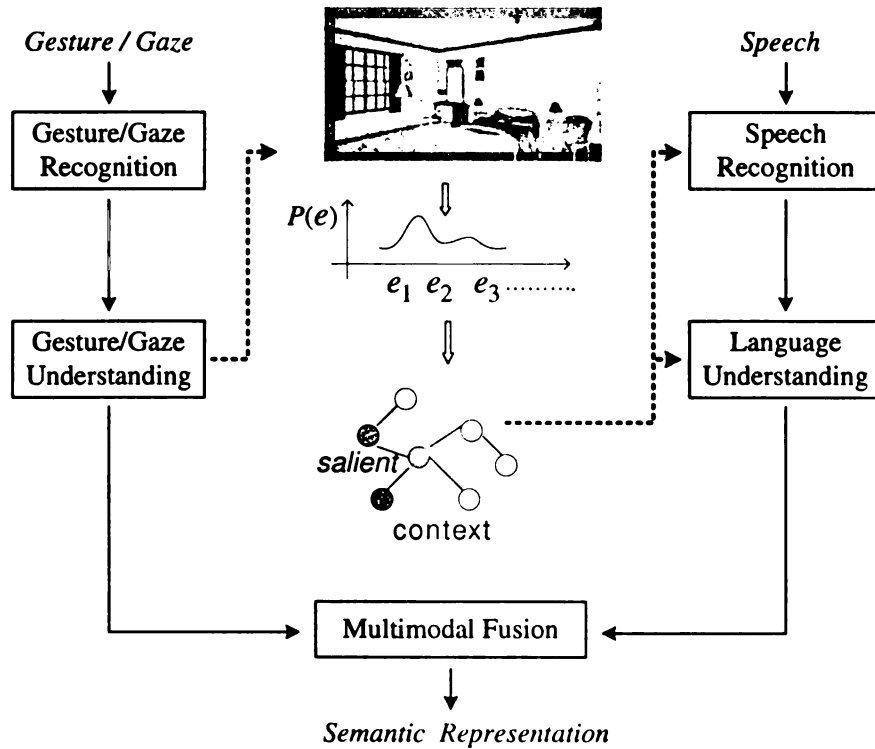 Gesture / Gaze
Speech
Gesture/Gaze
Recognition
Speech
Recognition
P(e)
e1 e2 e3 ..........
Gesture/Gaze
Understanding
Language
Understanding
salient
context
Multimodal Fusion
Semantic Representation